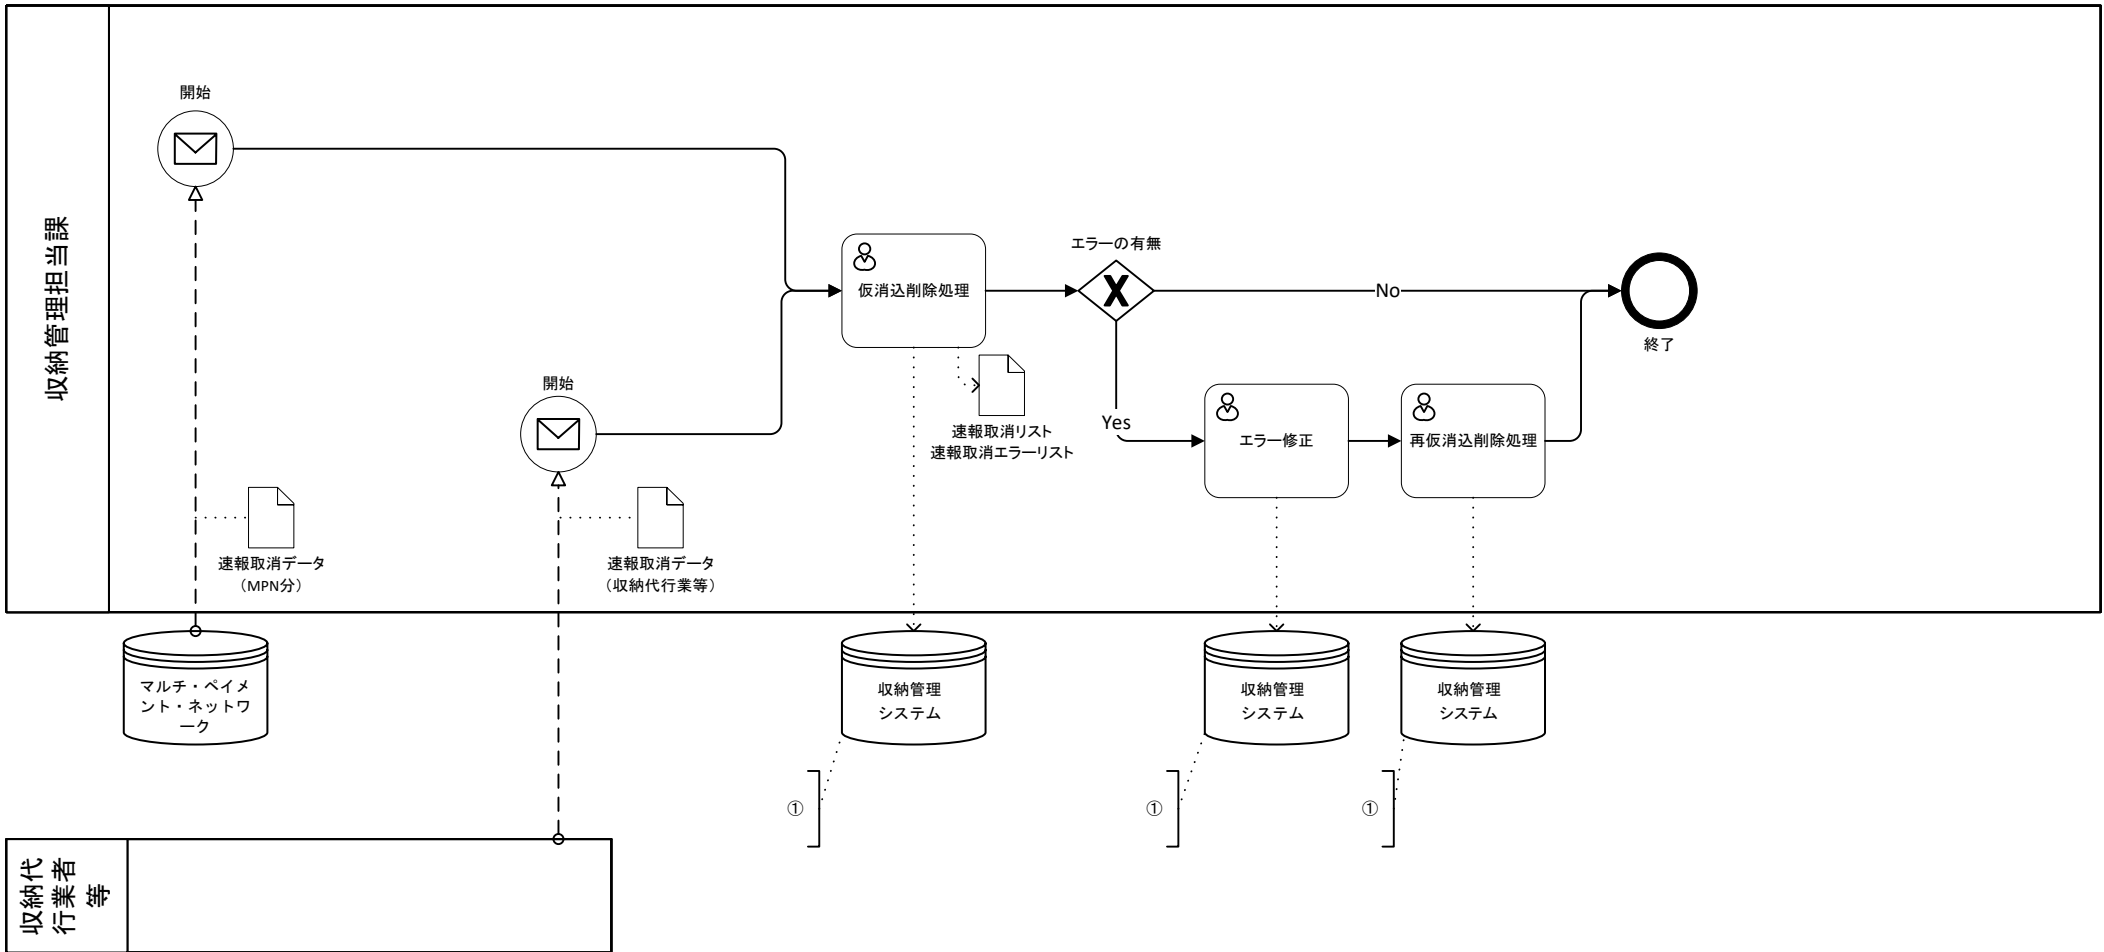 収納管理担当課
開始
開始
仮消込削除処理
エラーの有無
No
Yes
終了
エラー修正
再仮消込削除処理
速報取消リスト
速報取消エラーリスト
速報取消データ
（MPN分）
速報取消データ
（収納代行業等）
マルチ・ペイメ
ント・ネットワ
ーク
収納管理
システム
収納管理
システム
収納管理
システム
①
①
①
収納代
行業者
等